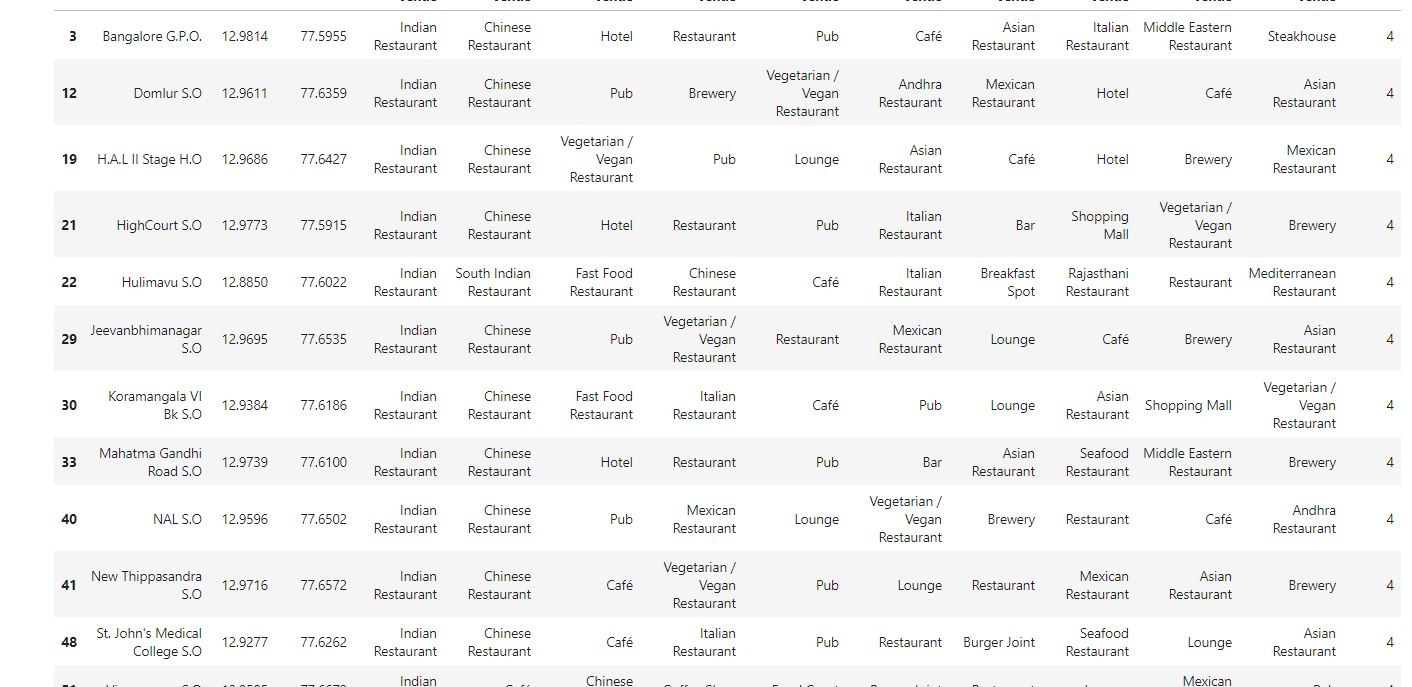 3 Bangalore G.P.O. 12.9814 77.5955 Indian Restaurant Chinese Restaurant Hotel Restaurant Pub Café Asian Restaurant Italian Restaurant Middle Eastern Restaurant Steakhouse 4
12 Domlur S.O 12.9611 77.6359 Indian Restaurant Chinese Restaurant Pub Brewery Vegetarian / Vegan Restaurant Andhra Restaurant Mexican Restaurant Hotel Café Asian Restaurant 4
19 H.A.L II Stage H.O 12.9686 77.6427 Indian Restaurant Chinese Restaurant Vegetarian / Vegan Restaurant Pub Lounge Asian Restaurant Café Hotel Brewery Mexican Restaurant 4
21 HighCourt S.O 12.9773 77.5915 Indian Restaurant Chinese Restaurant Hotel Restaurant Pub Italian Restaurant Bar Shopping Mall Vegetarian / Vegan Restaurant Brewery 4
22 Hulimavu S.O 12.8850 77.6022 Indian Restaurant South Indian Restaurant Fast Food Restaurant Chinese Restaurant Café Italian Restaurant Breakfast Spot Rajasthani Restaurant Restaurant Mediterranean Restaurant 4
29 Jeevanbhimanagar S.O 12.9695 77.6535 Indian Restaurant Chinese Restaurant Pub Vegetarian / Vegan Restaurant Restaurant Mexican Restaurant Lounge Café Brewery Asian Restaurant 4
30 Koramangala VI Bk S.O 12.9384 77.6186 Indian Restaurant Chinese Restaurant Fast Food Restaurant Italian Restaurant Café Pub Lounge Asian Restaurant Shopping Mall Vegetarian / Vegan Restaurant 4
33 Mahatma Gandhi Road S.O 12.9739 77.6100 Indian Restaurant Chinese Restaurant Hotel Restaurant Pub Bar Asian Restaurant Seafood Restaurant Middle Eastern Restaurant Brewery 4
40 NAL S.O 12.9596 77.6502 Indian Restaurant Chinese Restaurant Pub Mexican Restaurant Lounge Vegetarian / Vegan Restaurant Brewery Restaurant Café Andhra Restaurant 4
41 New Thippasandra S.O 12.9716 77.6572 Indian Restaurant Chinese Restaurant Café Vegetarian / Vegan Restaurant Pub Lounge Restaurant Mexican Restaurant Asian Restaurant Brewery 4
48 St. John's Medical College S.O 12.9277 77.6262 Indian Restaurant Chinese Restaurant Café Italian Restaurant Pub Restaurant Burger Joint Seafood Restaurant Lounge Asian Restaurant 4
Indian Chinese Mexican